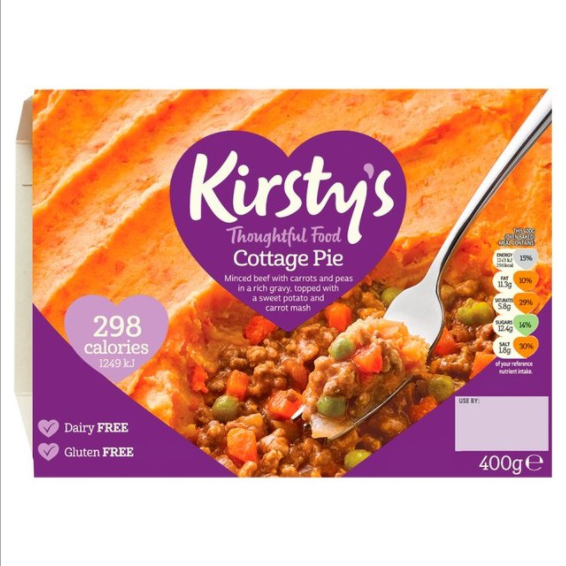 Kirsty's
Thoughtful Food
Cottage Pie
Minced beef with carrots and peas
in a rich gravy, topped with
a sweet potato and
carrot mash
298
calories
1249 kJ
Dairy FREE
Gluten FREE
ENERGY
15%
FAT
11.3g
10%
SATURATES
5.8g
29%
SUGARS
12.4g
14%
SALT
1.8g
30%
of your reference
nutrient intake.
USE BY:
400g℮